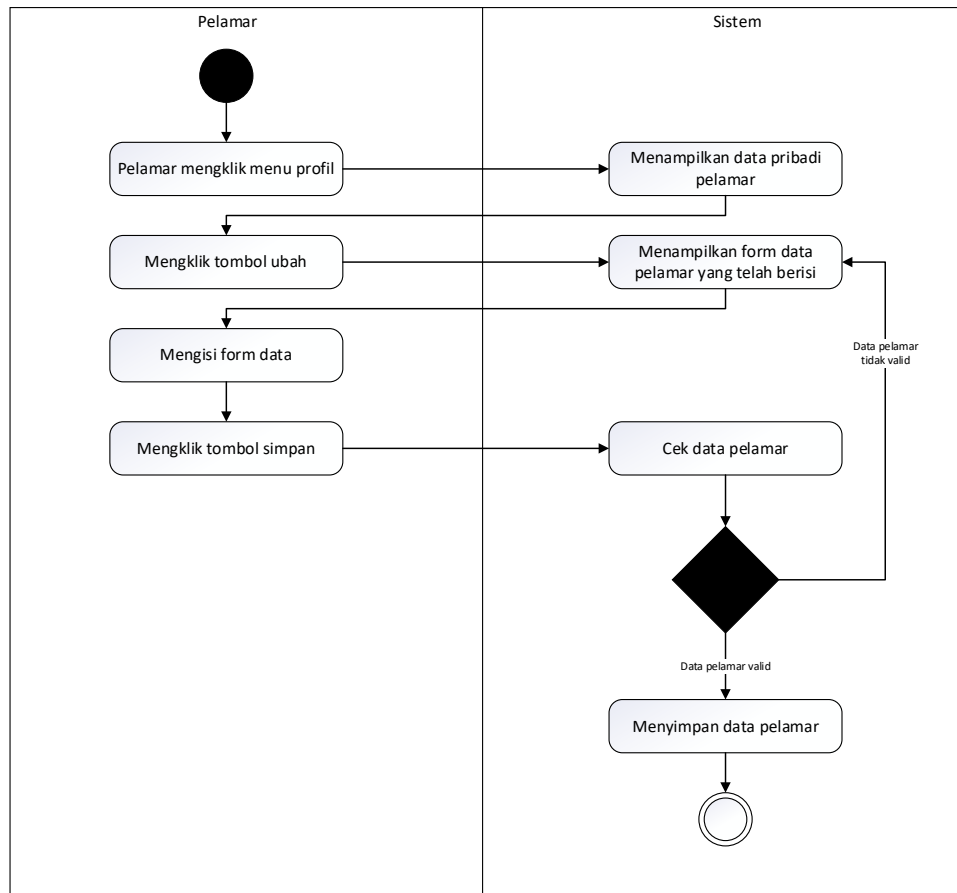 Pelamar
Sistem
Pelamar mengklik menu profil
Menampilkan data pribadi
pelamar
Mengklik tombol ubah
Menampilkan form data
pelamar yang telah berisi
Mengisi form data
Data pelamar
tidak valid
Mengklik tombol simpan
Cek data pelamar
Data pelamar valid
Menyimpan data pelamar